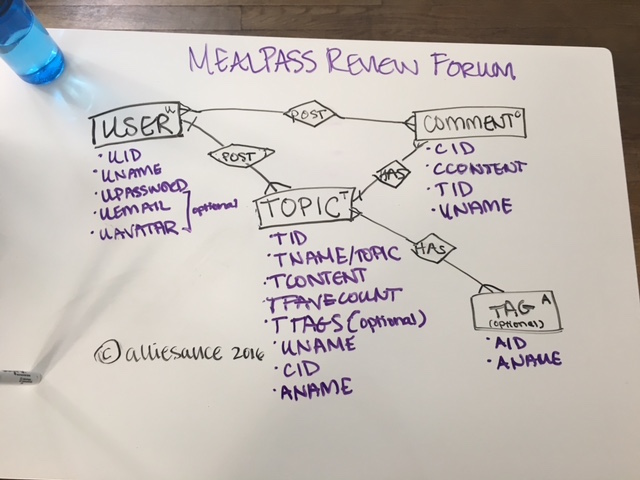 MEALPASS REVIEW FORUM
USER U
POST
COMMENT C
· UID
· UNAME
· UPASSWORD
· UEMAIL
· UAVATAR
optional
POST
HAS
· CID
· CCONTENT
· TID
· UNAME
TOPIC T
· TID
· TNAME/TOPIC
· TCONTENT
· TFAVECOUNT
· TTAGS (optional)
· UNAME
· CID
· ANAME
HAS
TAG A
(optional)
· AID
· ANAME
© alliesance 2016